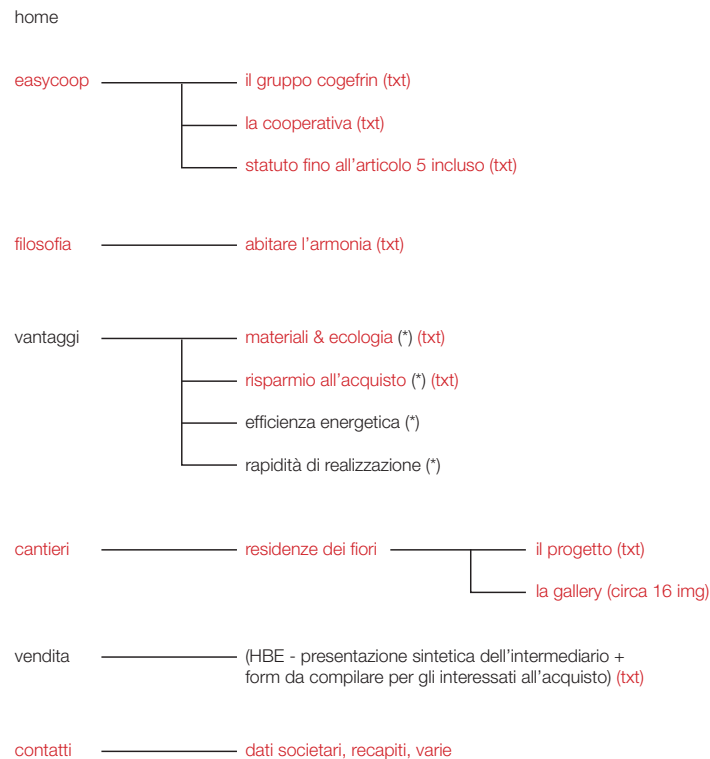 home
easycoop
il gruppo cogefrin (txt)
la cooperativa (txt)
statuto fino all’articolo 5 incluso (txt)
filosofia
abitare l’armonia (txt)
vantaggi
materiali & ecologia (*) (txt)
risparmio all’acquisto (*) (txt)
efficienza energetica (*)
rapidità di realizzazione (*)
cantieri
residenze dei fiori
il progetto (txt)
la gallery (circa 16 img)
vendita
(HBE - presentazione sintetica dell’intermediario +
form da compilare per gli interessati all’acquisto) (txt)
contatti
dati societari, recapiti, varie